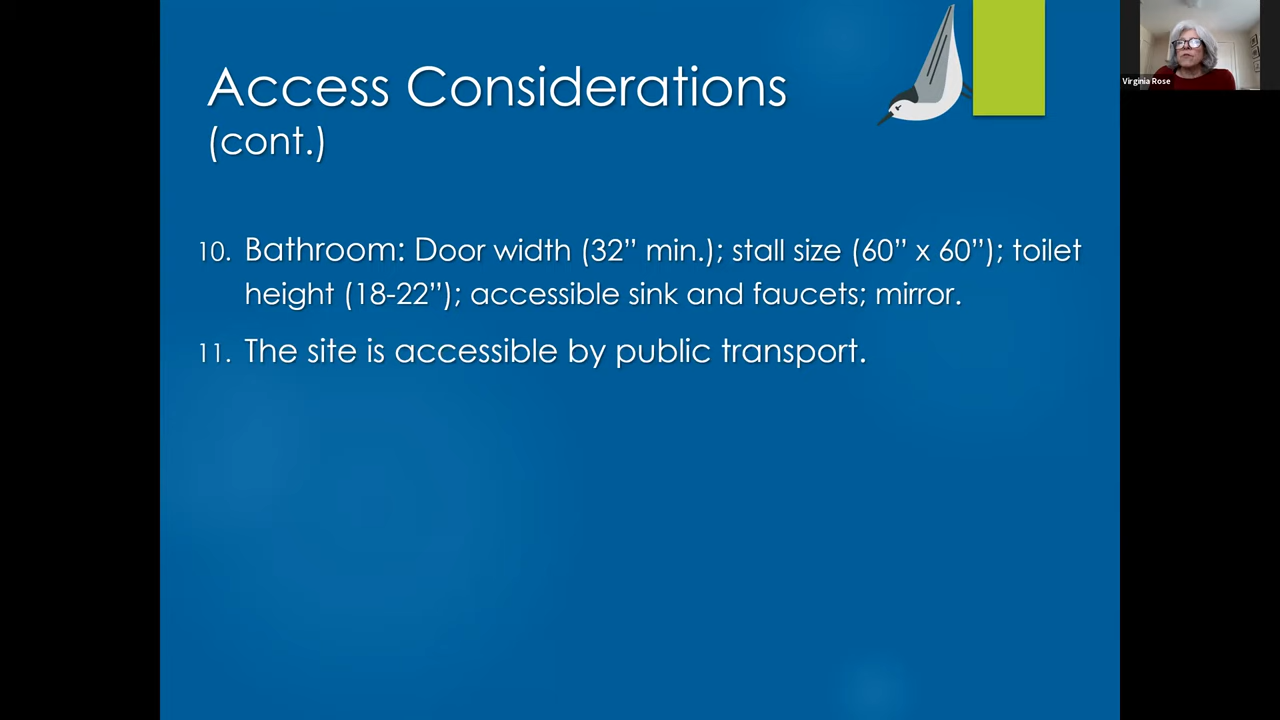 Access Considerations
(cont.)
10. Bathroom: Door width (32” min.); stall size (60” x 60”); toilet
height (18-22”); accessible sink and faucets; mirror.
11. The site is accessible by public transport.
Virginia Rose